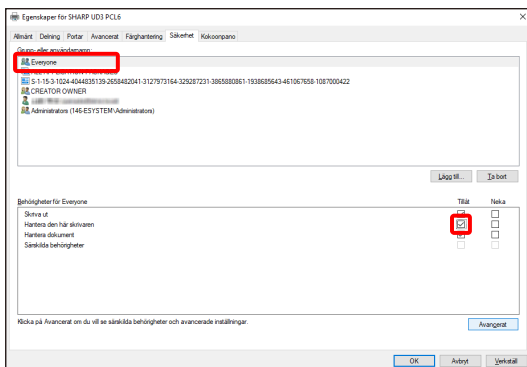 Egenskaper för SHARP UD3 PCL6
Allmänt Delning Portar Avancerat Färghantering Säkerhet Kokoonpano
Grupp- eller användarnamn:
Everyone
S-1-15-3-1024-4044835139-2658482041-3127973164-329287231-3865880861-1938685643-461067658-1087000422
CREATOR OWNER
Administrators (146-ESYSTEM\Administrators)
Lägg till... Ta bort
Behörigheter för Everyone Tillåt Neka
Skriva ut
Hantera den här skrivaren
Hantera dokument
Särskilda behörigheter
Klicka på Avancerat om du vill se särskilda behörigheter och avancerade inställningar.
Avancerat
OK Avbryt Verkställ